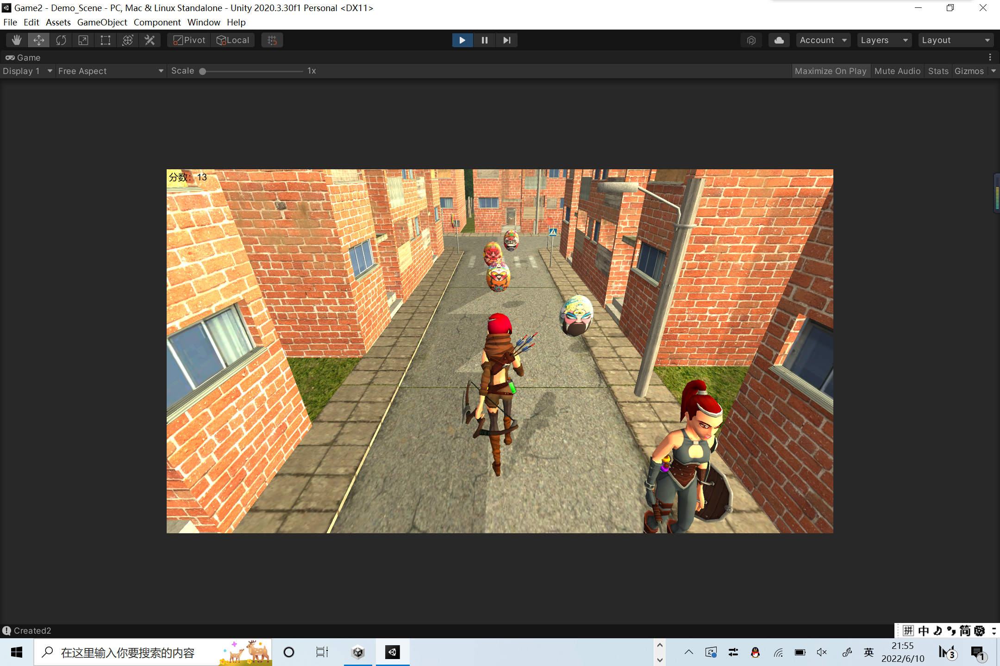 Game2 - Demo_Scene - PC, Mac & Linux Standalone - Unity 2020.3.30f1 Personal <DX11>
File Edit Assets GameObject Component Window Help
Pivot Local Account Layers Layout
Game
Display 1 Free Aspect Scale 1x Maximize On Play Mute Audio Stats Gizmos
分数：13
Created2
拼 中 简
在这里输入你要搜索的内容
英
21:55
2022/6/10
3
1